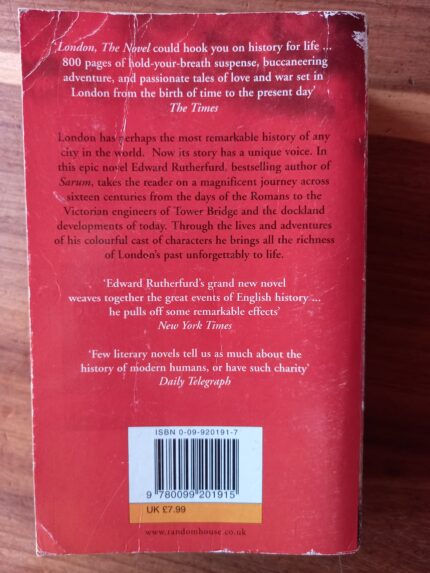 'London, The Novel could hook you on history for life ...
800 pages of hold-your-breath suspense, buccaneering
adventure, and passionate tales of love and war set in
London from the birth of time to the present day'
The Times
London has perhaps the most remarkable history of any
city in the world. Now its story has a unique voice. In
this epic novel Edward Rutherfurd, bestselling author of
Sarum, takes the reader on a magnificent journey across
sixteen centuries from the days of the Romans to the
Victorian engineers of Tower Bridge and the dockland
developments of today. Through the lives and adventures
of his colourful cast of characters he brings all the richness
of London's past unforgettably to life.
'Edward Rutherfurd's grand new novel
weaves together the great events of English history ...
he pulls off some remarkable effects'
New York Times
'Few literary novels tell us as much about the
history of modern humans, or have such charity'
Daily Telegraph
ISBN 0-09-920191-7
9 780099 201915
UK £7.99
www.randomhouse.co.uk